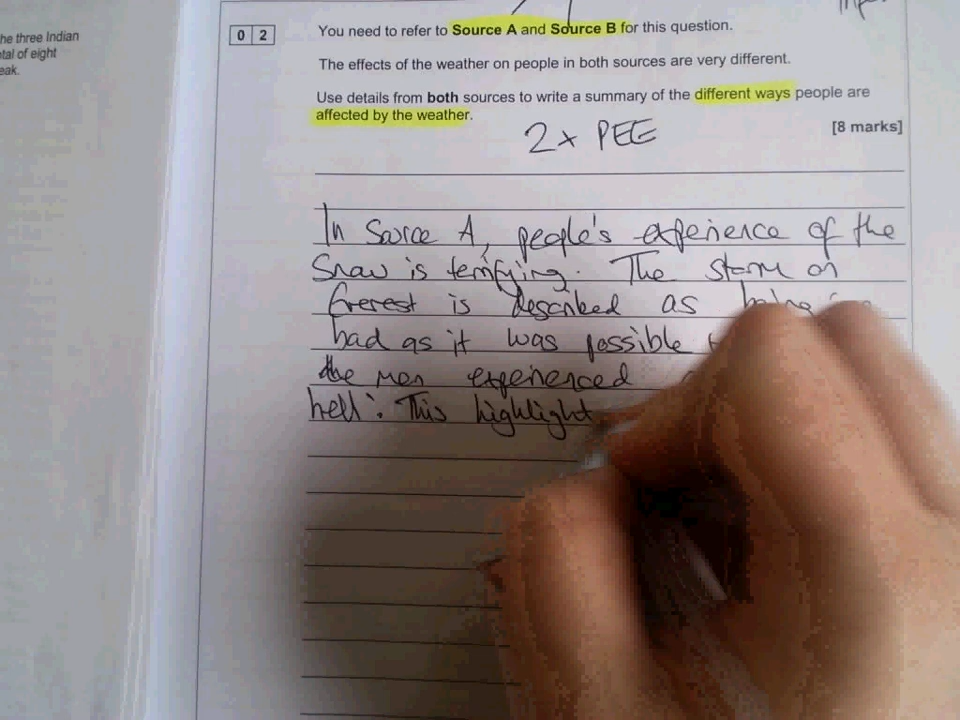 he three Indian
tal of eight
eak.
0 2
You need to refer to Source A and Source B for this question.
The effects of the weather on people in both sources are very different.
Use details from both sources to write a summary of the different ways people are
affected by the weather.
[8 marks]
2x PEE
In Source A, people's experience of the
Snow is terrifying. The storm on
Everest is described as being
bad as it was possible
the men experienced
hell'. This highlight